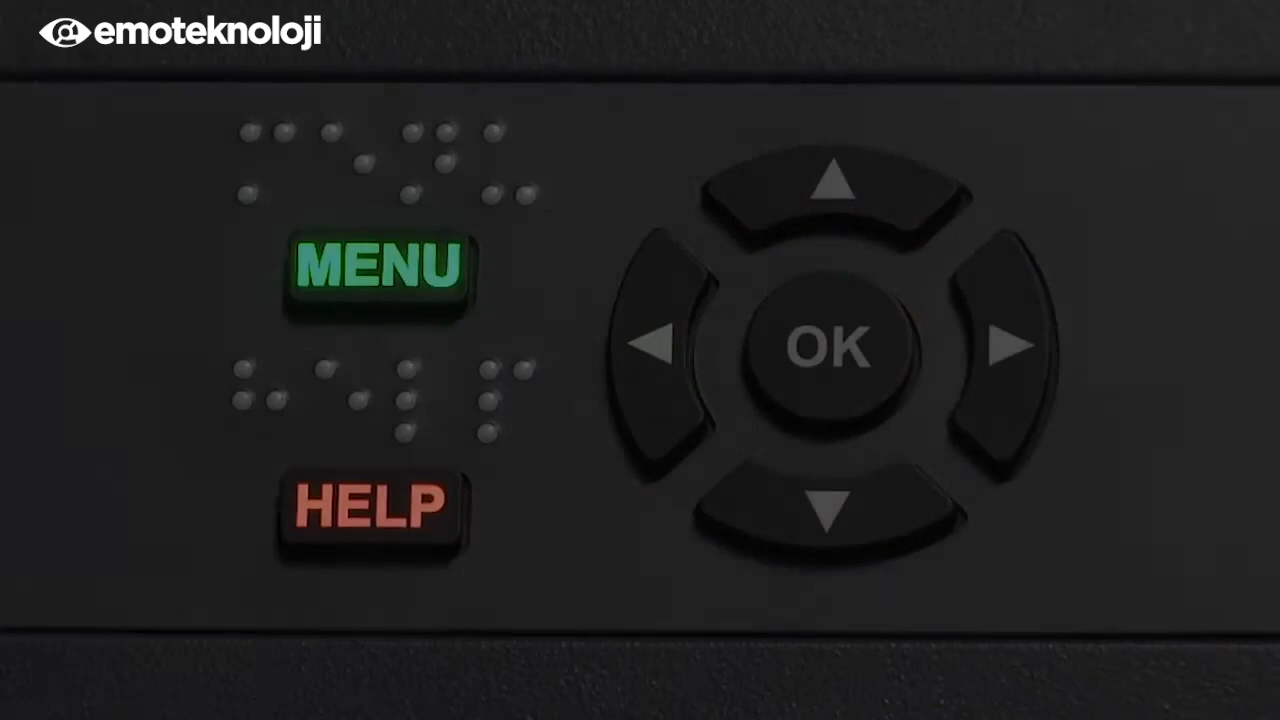 emoteknoloji
⠍⠑⠝⠥
MENU
⠓⠑⠇⠏
HELP
OK